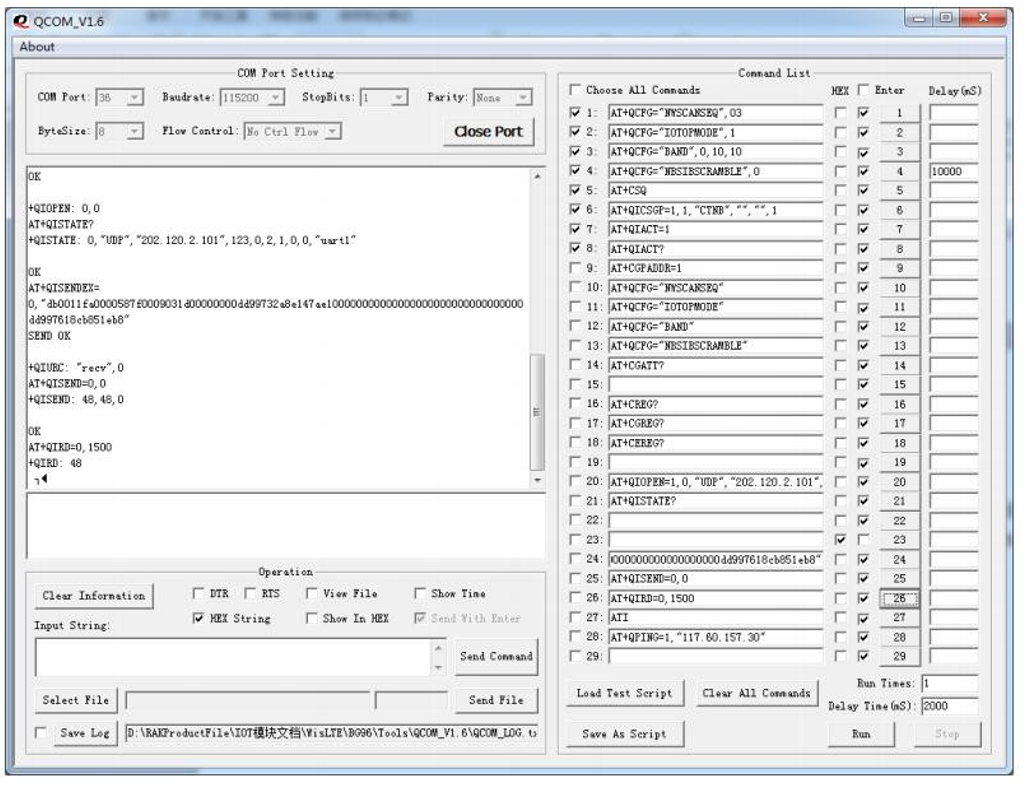 QCOM_V1.6
About
COM Port Setting
COM Port: 36 Baudrate: 115200 StopBits: 1 Parity: None
ByteSize: 8 Flow Control: No Ctrl Flow Close Port
OK
+QIOPEN: 0,0
AT+QISTATE?
+QISTATE: 0,"UDP","202.120.2.101",123,0,2,1,0,0,"uart1"
OK
AT+QISENDEX=
SEND OK
+QIURC: "recv",0
AT+QISEND=0,0
+QISEND: 48,48,0
OK
AT+QIRD=0,1500
+QIRD: 48
Operation
Clear Information DTR RTS View File Show Time
HEX String Show In HEX Send With Enter
Input String:
Send Command
Select File Send File
Save Log D:\RAKProductFile\IOT模块文档\WisLTE\BG96\Tools\QCOM_V1.6\QCOM_LOG.tx
Command List
Choose All Commands HEX Enter Delay(mS)
1: AT+QCFG="NWSCANSEQ",03 1
2: AT+QCFG="IOTOPMODE",1 2
3: AT+QCFG="BAND",0,10,10 3
4: AT+QCFG="NBSIBSCRAMBLE",0 4 10000
5: AT+CSQ 5
6: AT+QICSGP=1,1,"CTNB","","",1 6
7: AT+QIACT=1 7
8: AT+QIACT? 8
9: AT+CGPADDR=1 9
10: AT+QCFG="NWSCANSEQ" 10
11: AT+QCFG="IOTOPMODE" 11
12: AT+QCFG="BAND" 12
13: AT+QCFG="NBSIBSCRAMBLE" 13
14: AT+CGATT? 14
15: 15
16: AT+CREG? 16
17: AT+CGREG? 17
18: AT+CEREG? 18
19: 19
20: AT+QIOPEN=1,0,"UDP","202.120.2.101", 20
21: AT+QISTATE? 21
22: 22
23: 23
24: 24
25: AT+QISEND=0,0 25
26: AT+QIRD=0,1500 26
27: ATI 27
28: AT+QPING=1,"117.60.157.30" 28
29: 29
Load Test Script Clear All Commands Run Times: 1
Delay Time(mS): 2000
Save As Script Run Stop